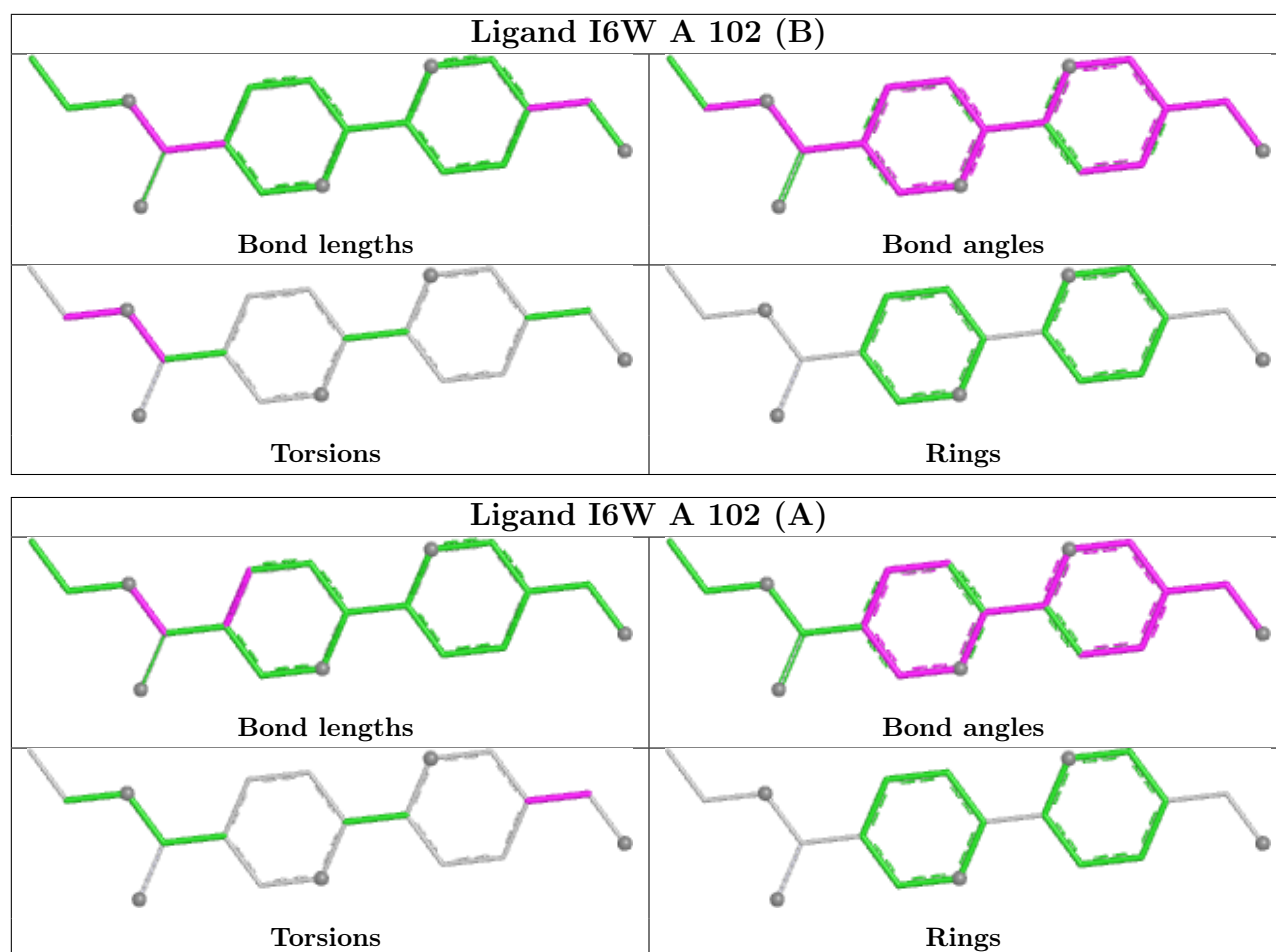 Ligand I6W A 102 (B)
Bond lengths
Bond angles
Torsions
Rings
Ligand I6W A 102 (A)
Bond lengths
Bond angles
Torsions
Rings